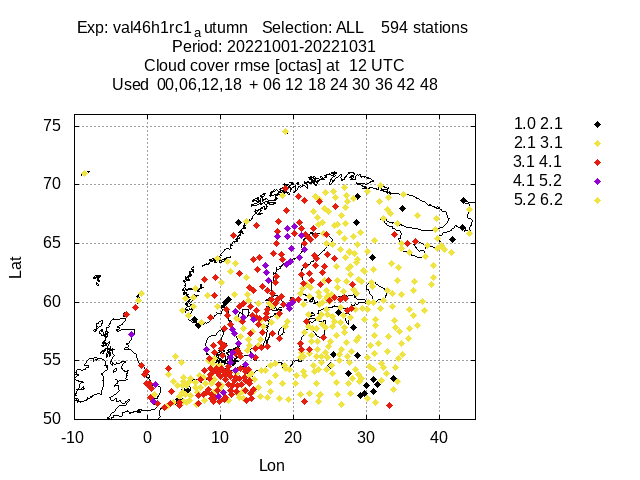 Exp: val46h1rc1a utumn Selection: ALL 594 stations
Period: 20221001-20221031
Cloud cover rmse [octas] at 12 UTC
Used 00,06,12,18 + 06 12 18 24 30 36 42 48
75
70
65
60
55
50
Lat
-10 0 10 20 30 40
Lon
1.0 2.1
2.1 3.1
3.1 4.1
4.1 5.2
5.2 6.2